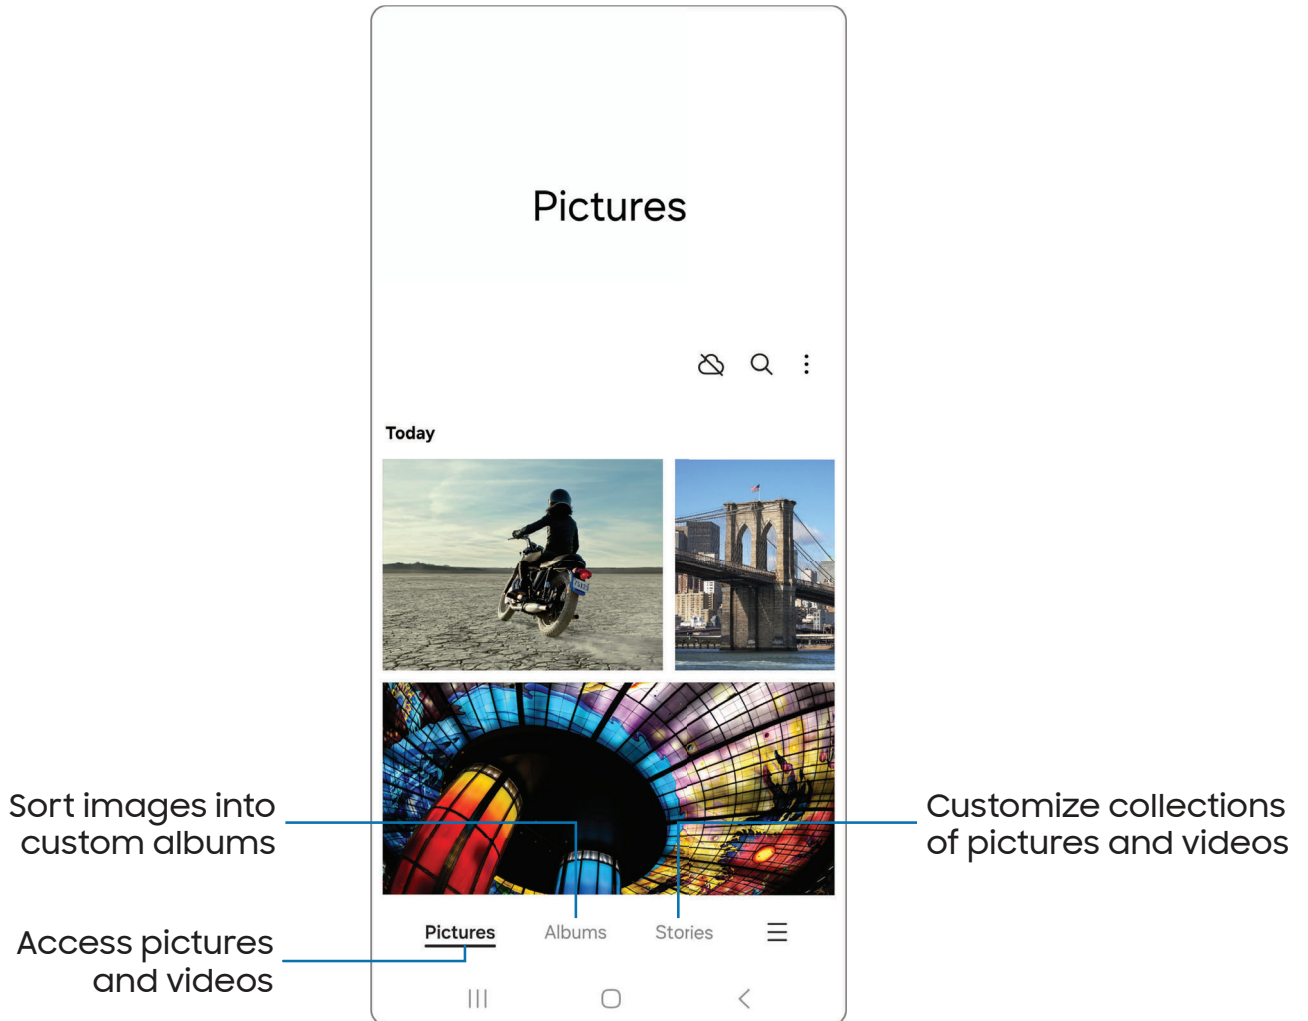 Pictures
Today
Sort images into
custom albums
Customize collections
of pictures and videos
Pictures
Albums
Stories
Access pictures
and videos